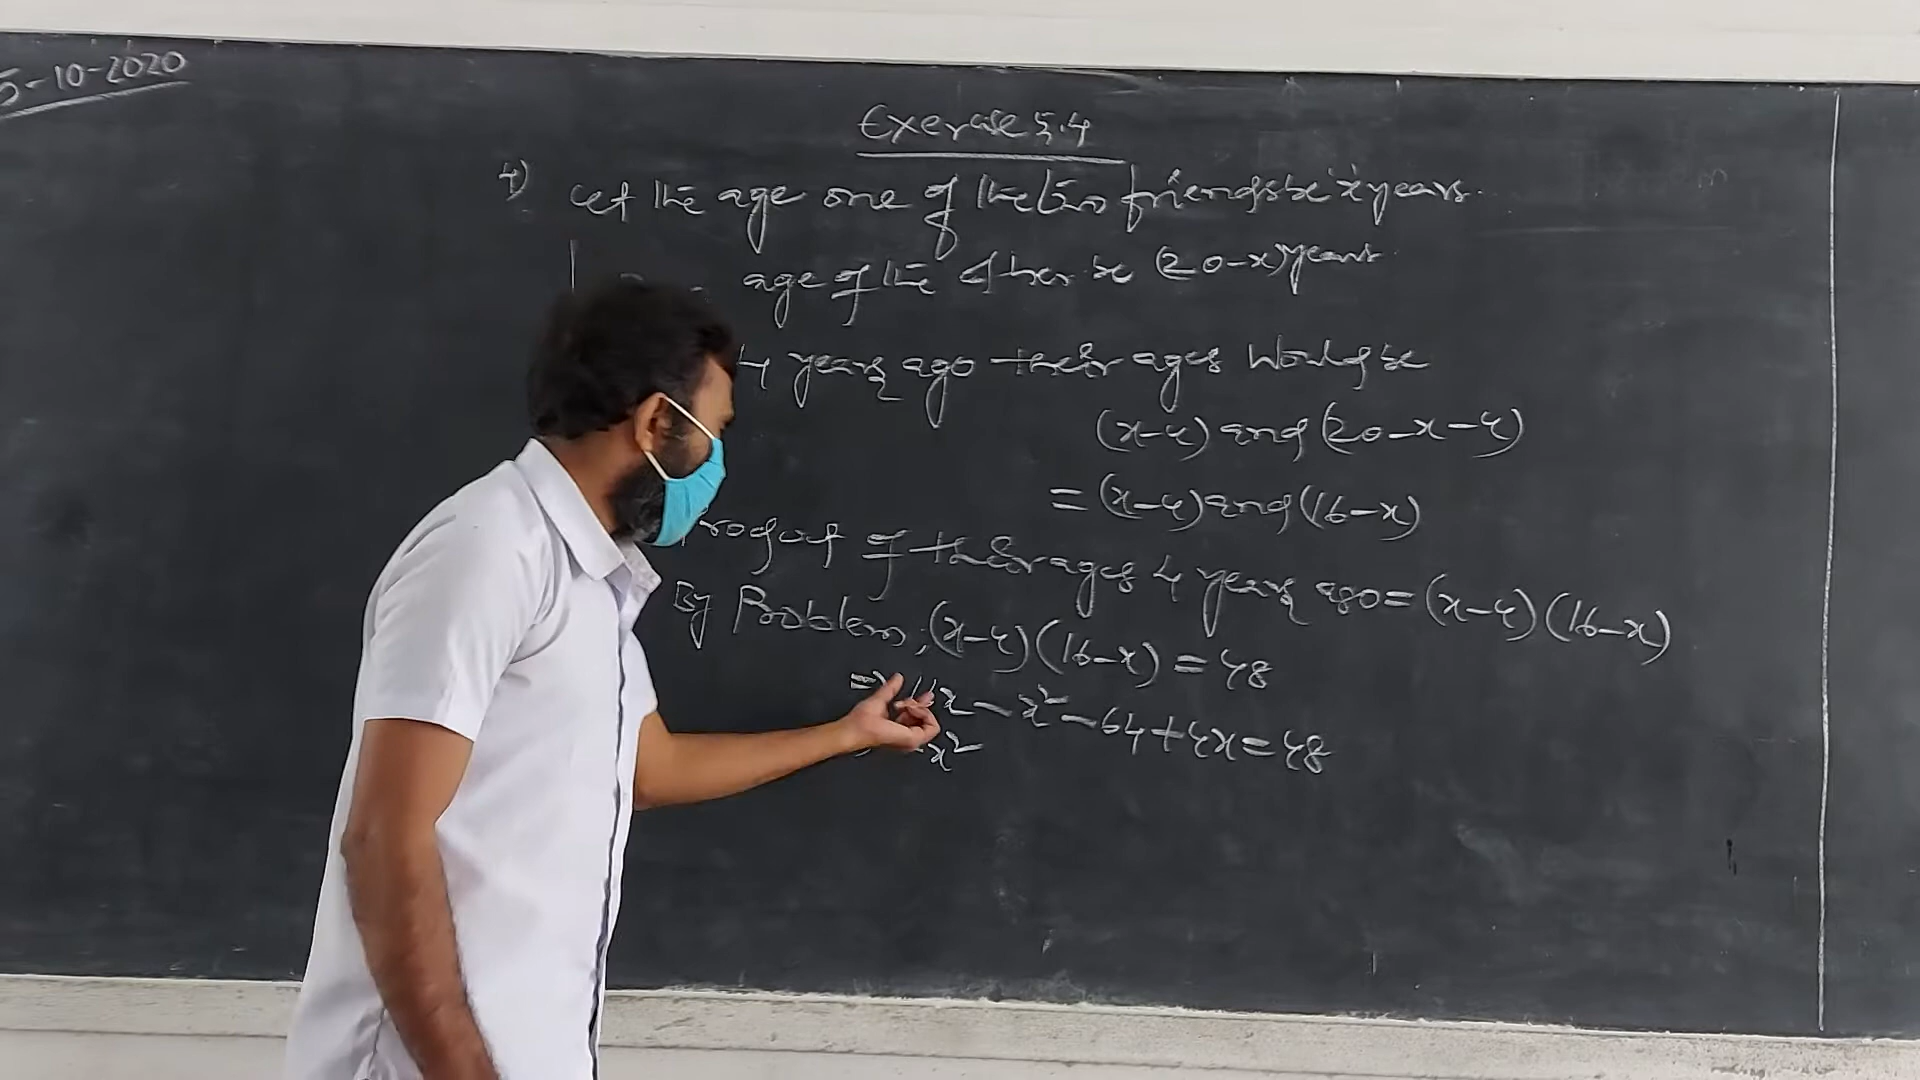 5-10-2020
Exercise 5.4
4) Let the age one of the two friends be 'x' years.
age of the other be (20-x) years
4 years ago their ages would be
(x-4) and (20-x-4)
= (x-4) and (16-x)
Product of their ages 4 years ago = (x-4)(16-x)
By Problem, (x-4)(16-x) = 48
=> 16x - x² - 64 + 4x = 48
- x²